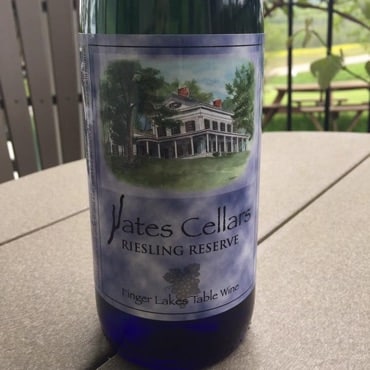 Yates Cellars
RIESLING RESERVE
Finger Lakes Table Wine